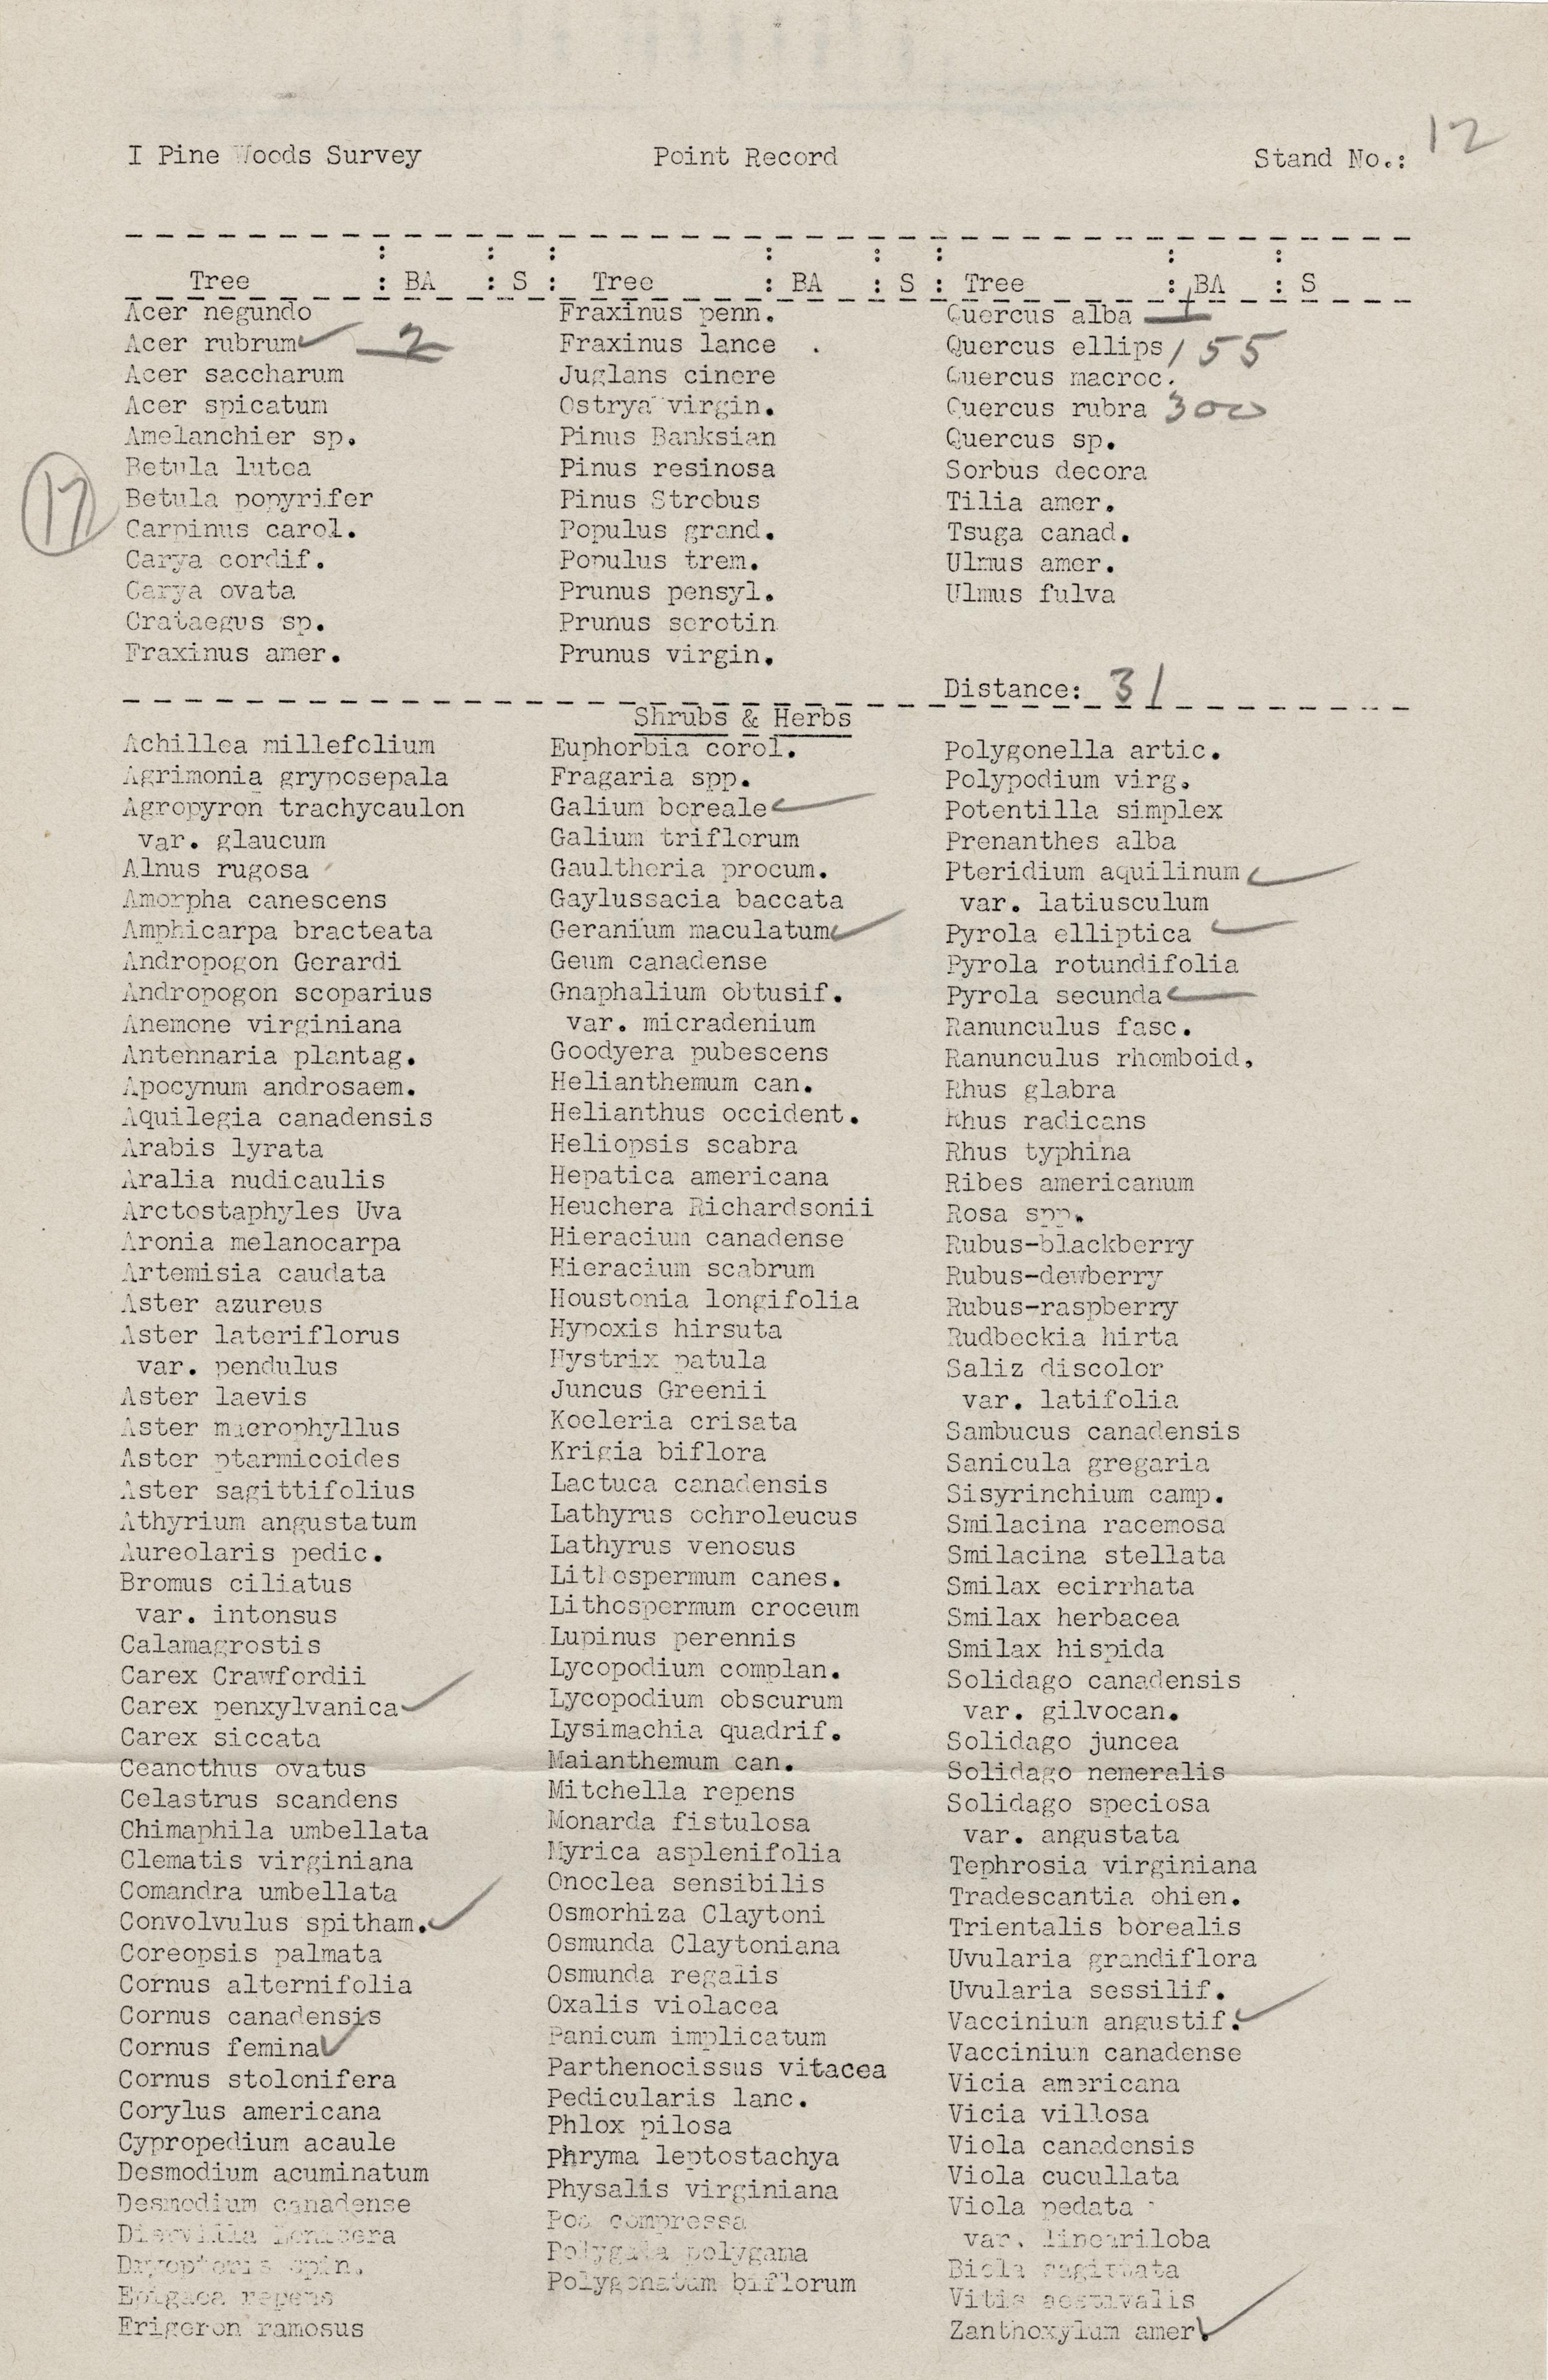 I Pine Woods Survey Point Record Stand No.: 12
Tree : BA : S : Tree : BA : S : Tree : BA : S
Acer negundo
Acer rubrum ✓ 2
Acer saccharum
Acer spicatum
Amelanchier sp.
Betula lutea
Betula popyrifer
17
Carpinus carol.
Carya cordif.
Carya ovata
Crataegus sp.
Fraxinus amer.
Fraxinus penn.
Fraxinus lance .
Juglans cinere
Ostrya virgin.
Pinus Banksian
Pinus resinosa
Pinus Strobus
Populus grand.
Populus trem.
Prunus pensyl.
Prunus serotin
Prunus virgin.
Quercus alba
Quercus ellips 155
Quercus macroc.
Quercus rubra 300
Quercus sp.
Sorbus decora
Tilia amer.
Tsuga canad.
Ulmus amer.
Ulmus fulva
Distance: 31
Shrubs & Herbs
Achillea millefolium
Agrimonia gryposepala
Agropyron trachycaulon
var. glaucum
Alnus rugosa
Amorpha canescens
Amphicarpa bracteata
Andropogon Gerardi
Andropogon scoparius
Anemone virginiana
Antennaria plantag.
Apocynum androsaem.
Aquilegia canadensis
Arabis lyrata
Aralia nudicaulis
Arctostaphyles Uva
Aronia melanocarpa
Artemisia caudata
Aster azureus
Aster lateriflorus
var. pendulus
Aster laevis
Aster macrophyllus
Aster ptarmicoides
Aster sagittifolius
Athyrium angustatum
Aureolaris pedic.
Bromus ciliatus
var. intonsus
Calamagrostis
Carex Crawfordii
Carex penxylvanica ✓
Carex siccata
Ceanothus ovatus
Celastrus scandens
Chimaphila umbellata
Clematis virginiana
Comandra umbellata
Convolvulus spitham. ✓
Coreopsis palmata
Cornus alternifolia
Cornus canadensis
Cornus femina ✓
Cornus stolonifera
Corylus americana
Cypropedium acaule
Desmodium acuminatum
Desmodium canadense
Diervilla Lonicera
Dryopteris spin.
Epigaea repens
Erigeron ramosus
Euphorbia corol.
Fragaria spp.
Galium boreale ✓
Galium triflorum
Gaultheria procum.
Gaylussacia baccata
Geranium maculatum ✓
Geum canadense
Gnaphalium obtusif.
var. micradenium
Goodyera pubescens
Helianthemum can.
Helianthus occident.
Heliopsis scabra
Hepatica americana
Heuchera Richardsonii
Hieracium canadense
Hieracium scabrum
Houstonia longifolia
Hypoxis hirsuta
Hystrix patula
Juncus Greenii
Koeleria crisata
Krigia biflora
Lactuca canadensis
Lathyrus ochroleucus
Lathyrus venosus
Lithospermum canes.
Lithospermum croceum
Lupinus perennis
Lycopodium complan.
Lycopodium obscurum
Lysimachia quadrif.
Maianthemum can.
Mitchella repens
Monarda fistulosa
Myrica asplenifolia
Onoclea sensibilis
Osmorhiza Claytoni
Osmunda Claytoniana
Osmunda regalis
Oxalis violacea
Panicum implicatum
Parthenocissus vitacea
Pedicularis lanc.
Phlox pilosa
Phryma leptostachya
Physalis virginiana
Poa compressa
Polygala polygama
Polygonatum biflorum
Polygonella artic.
Polypodium virg.
Potentilla simplex
Prenanthes alba
Pteridium aquilinum ✓
var. latiusculum
Pyrola elliptica ✓
Pyrola rotundifolia
Pyrola secunda ✓
Ranunculus fasc.
Ranunculus rhomboid.
Rhus glabra
Rhus radicans
Rhus typhina
Ribes americanum
Rosa spp.
Rubus-blackberry
Rubus-dewberry
Rubus-raspberry
Rudbeckia hirta
Saliz discolor
var. latifolia
Sambucus canadensis
Sanicula gregaria
Sisyrinchium camp.
Smilacina racemosa
Smilacina stellata
Smilax ecirrhata
Smilax herbacea
Smilax hispida
Solidago canadensis
var. gilvocan.
Solidago juncea
Solidago nemeralis
Solidago speciosa
var. angustata
Tephrosia virginiana
Tradescantia ohien.
Trientalis borealis
Uvularia grandiflora
Uvularia sessilif.
Vaccinium angustif. ✓
Vaccinium canadense
Vicia americana
Vicia villosa
Viola canadensis
Viola cucullata
Viola pedata
var. lineariloba
Biola sagittata
Vitis aestivalis
Zanthoxylum amer. ✓